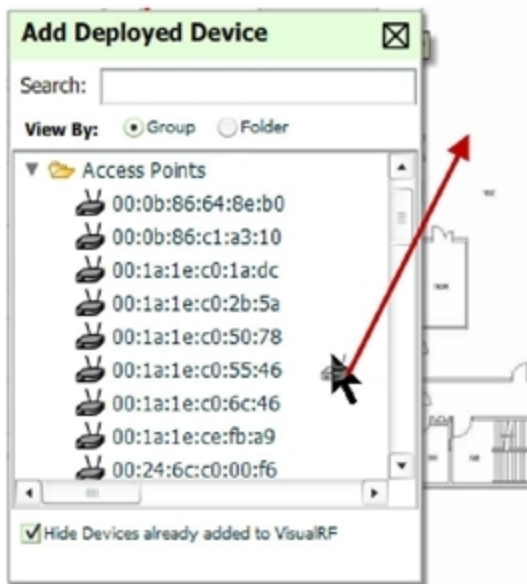 Add Deployed Device
Search:
View By: Group Folder
Access Points
00:0b:86:64:8e:b0
00:0b:86:c1:a3:10
00:1a:1e:c0:1a:dc
00:1a:1e:c0:2b:5a
00:1a:1e:c0:50:78
00:1a:1e:c0:55:46
00:1a:1e:c0:6c:46
00:1a:1e:ce:fb:a9
00:24:6c:c0:00:f6
Hide Devices already added to VisualRF